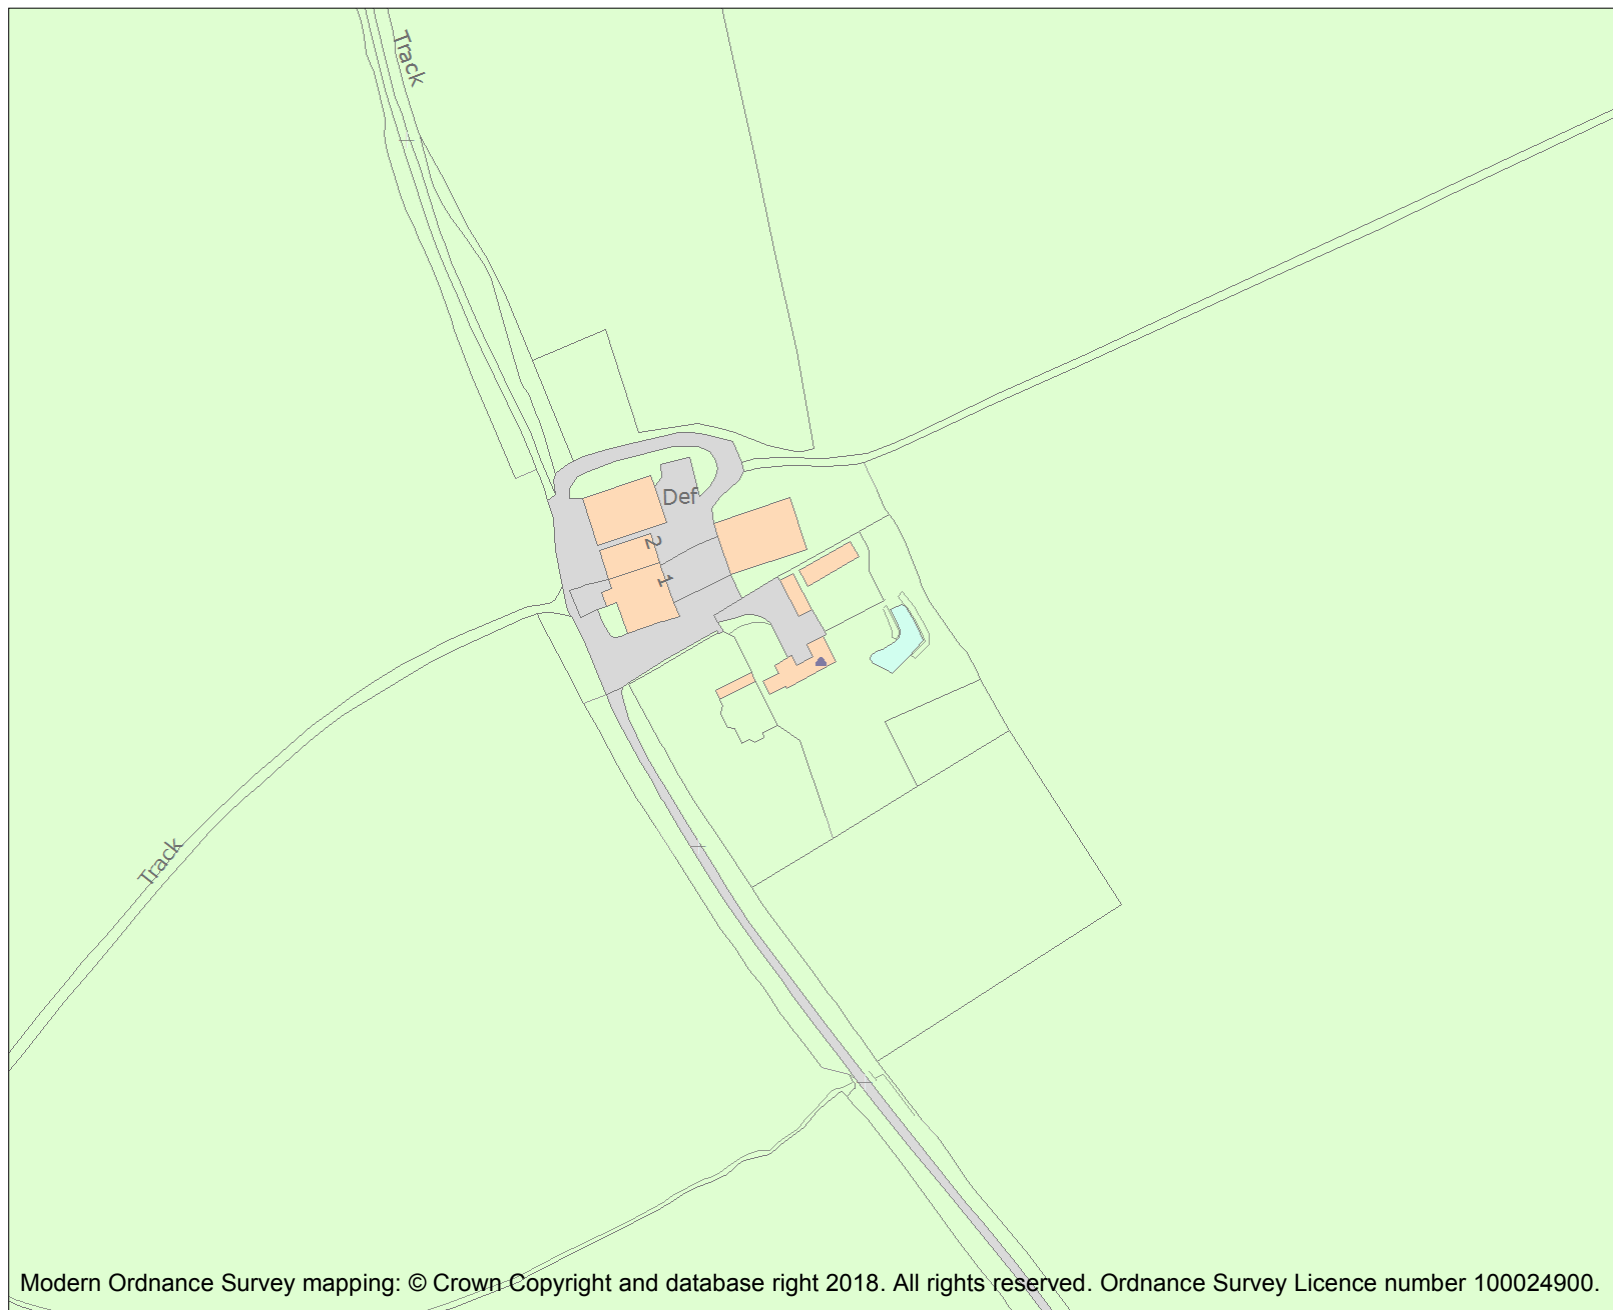 Track
Def
2
1
Track
Modern Ordnance Survey mapping: © Crown Copyright and database right 2018. All rights reserved. Ordnance Survey Licence number 100024900.